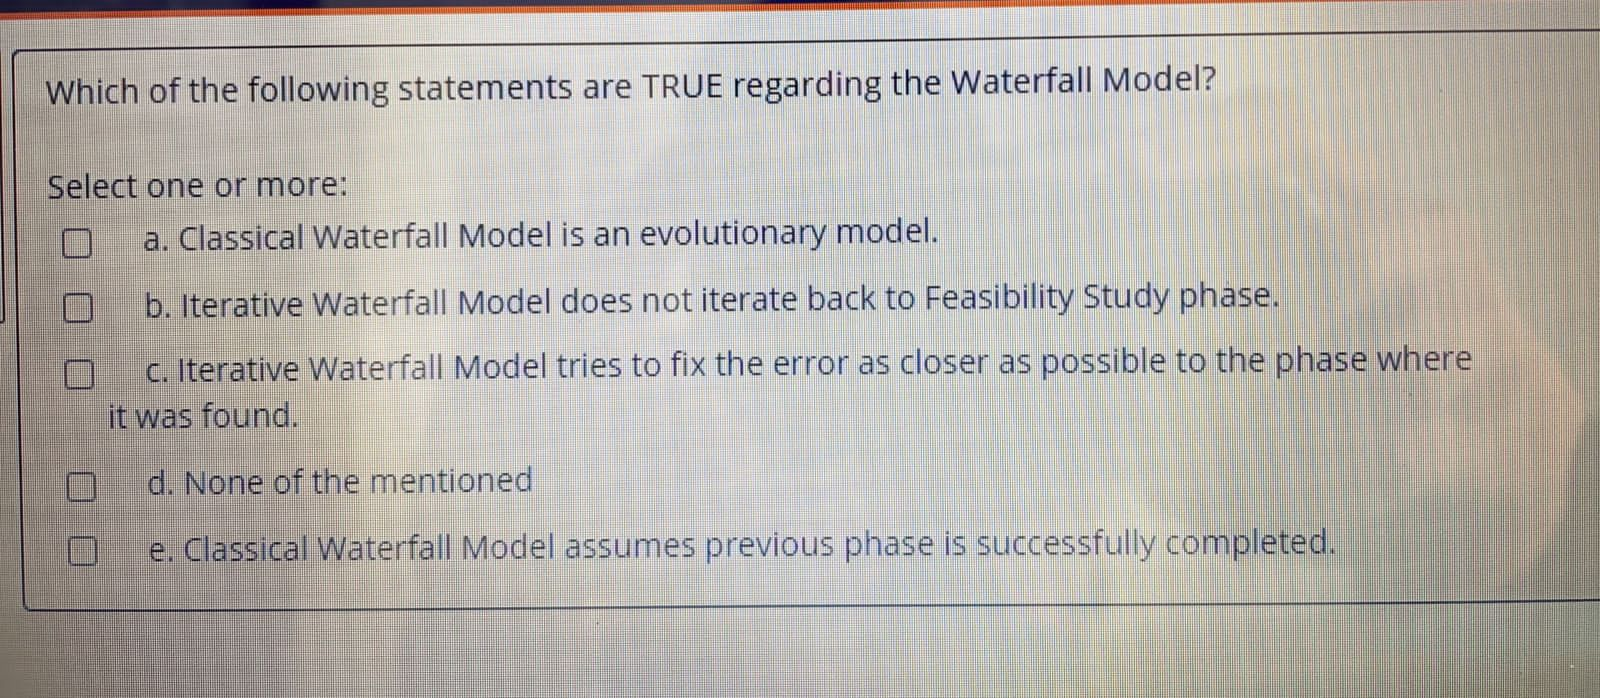 Which of the following statements are TRUE regarding the Waterfall Model?
Select one or more:
a. Classical Waterfall Model is an evolutionary model.
b. Iterative Waterfall Model does not iterate back to Feasibility Study phase.
c. Iterative Waterfall Model tries to fix the error as closer as possible to the phase where
it was found.
d. None of the mentioned
e. Classical Waterfall Model assumes previous phase is successfully completed.